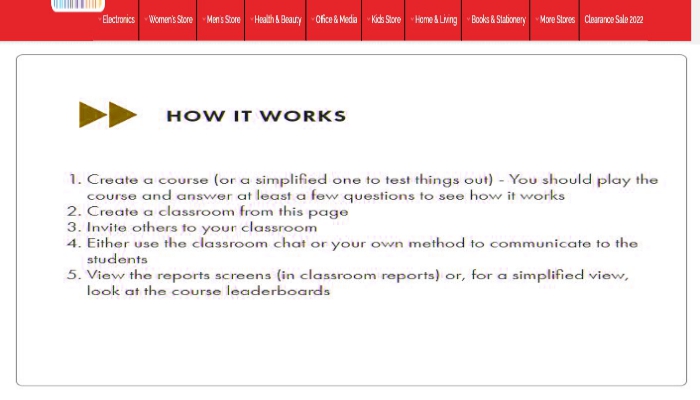 Electronics Women's Store Men's Store Health & Beauty Office & Media Kids Store Home & Living Books & Stationery More Stores Clearance Sale 2022
HOW IT WORKS
1. Create a course (or a simplified one to test things out) - You should play the
course and answer at least a few questions to see how it works
2. Create a classroom from this page
3. Invite others to your classroom
4. Either use the classroom chat or your own method to communicate to the
students
5. View the reports screens (in classroom reports) or, for a simplified view,
look at the course leaderboards